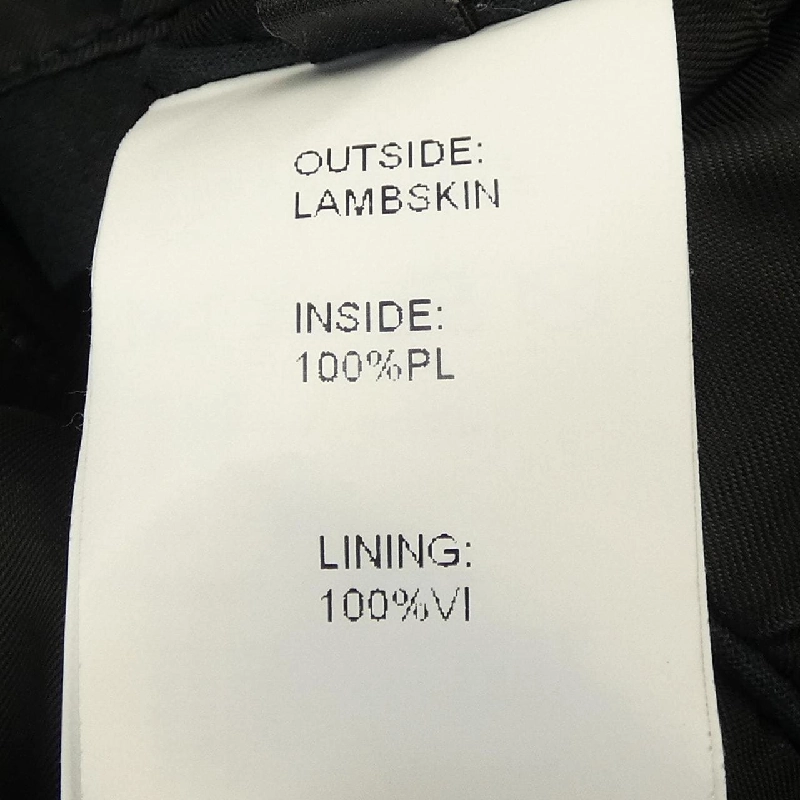 OUTSIDE:
LAMBSKIN
INSIDE:
100%PL
LINING:
100%VI